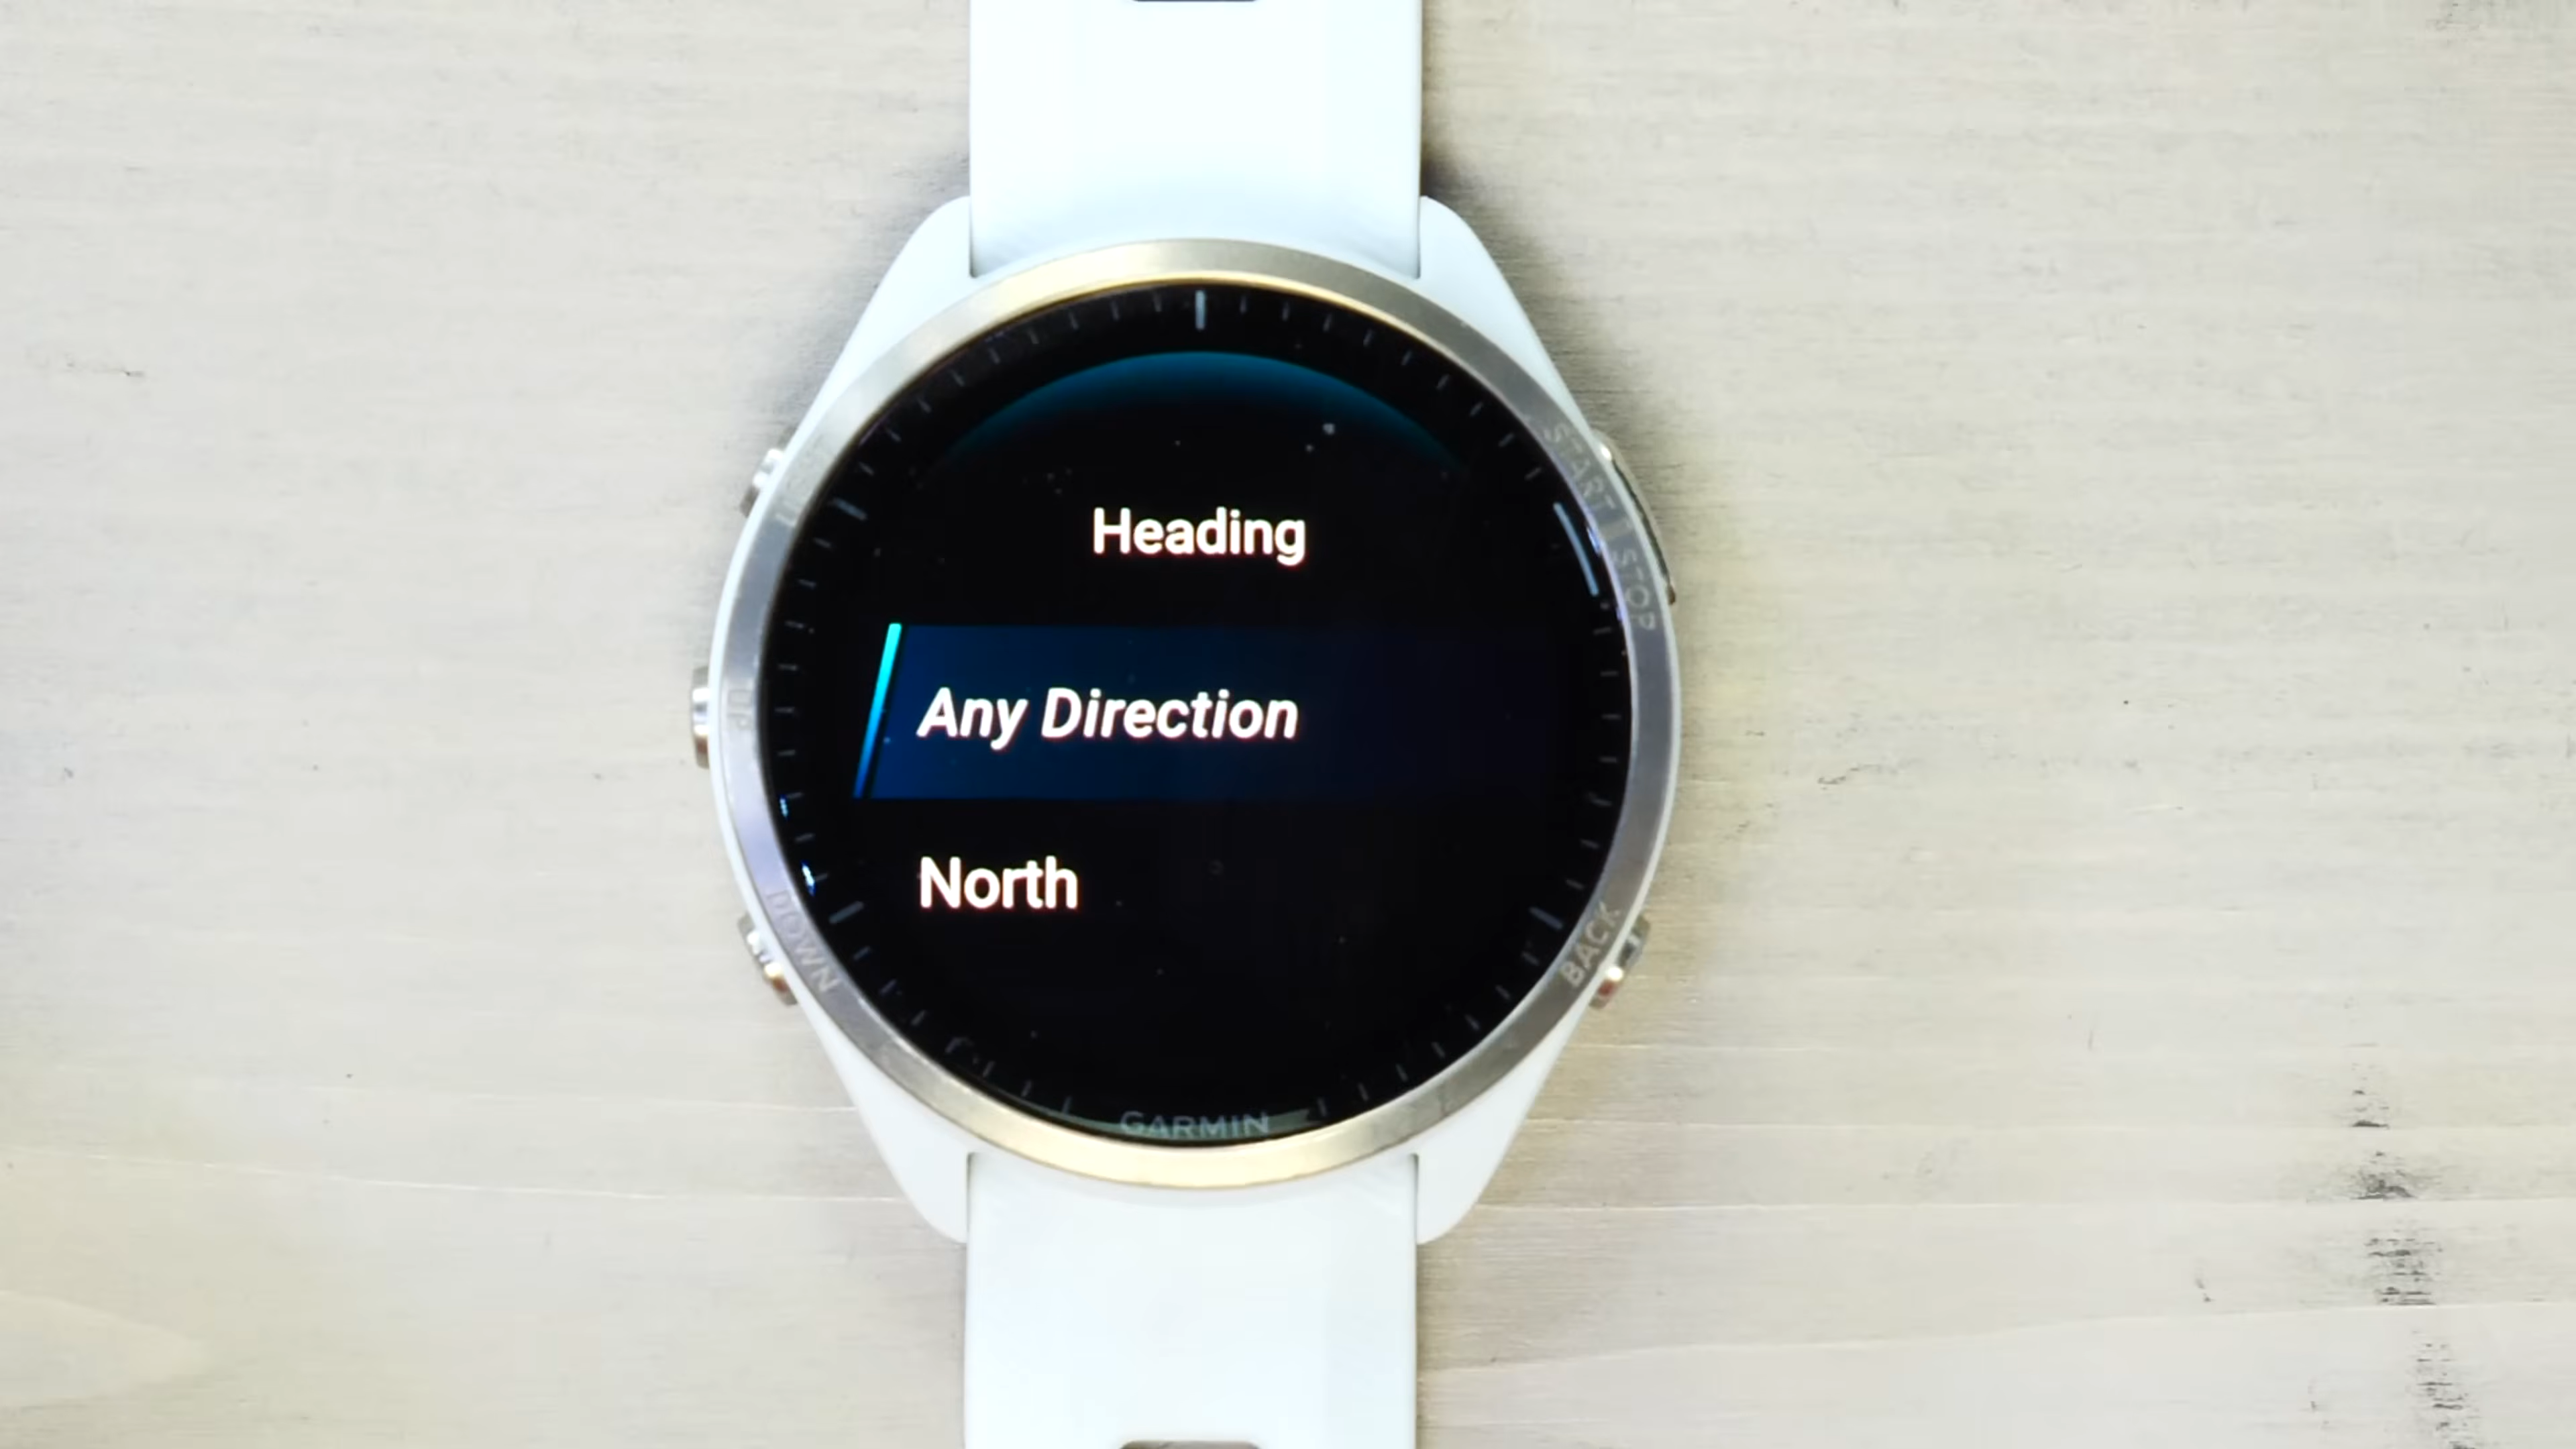 Heading
Any Direction
North
START | STOP
UP
DOWN
BACK
GARMIN